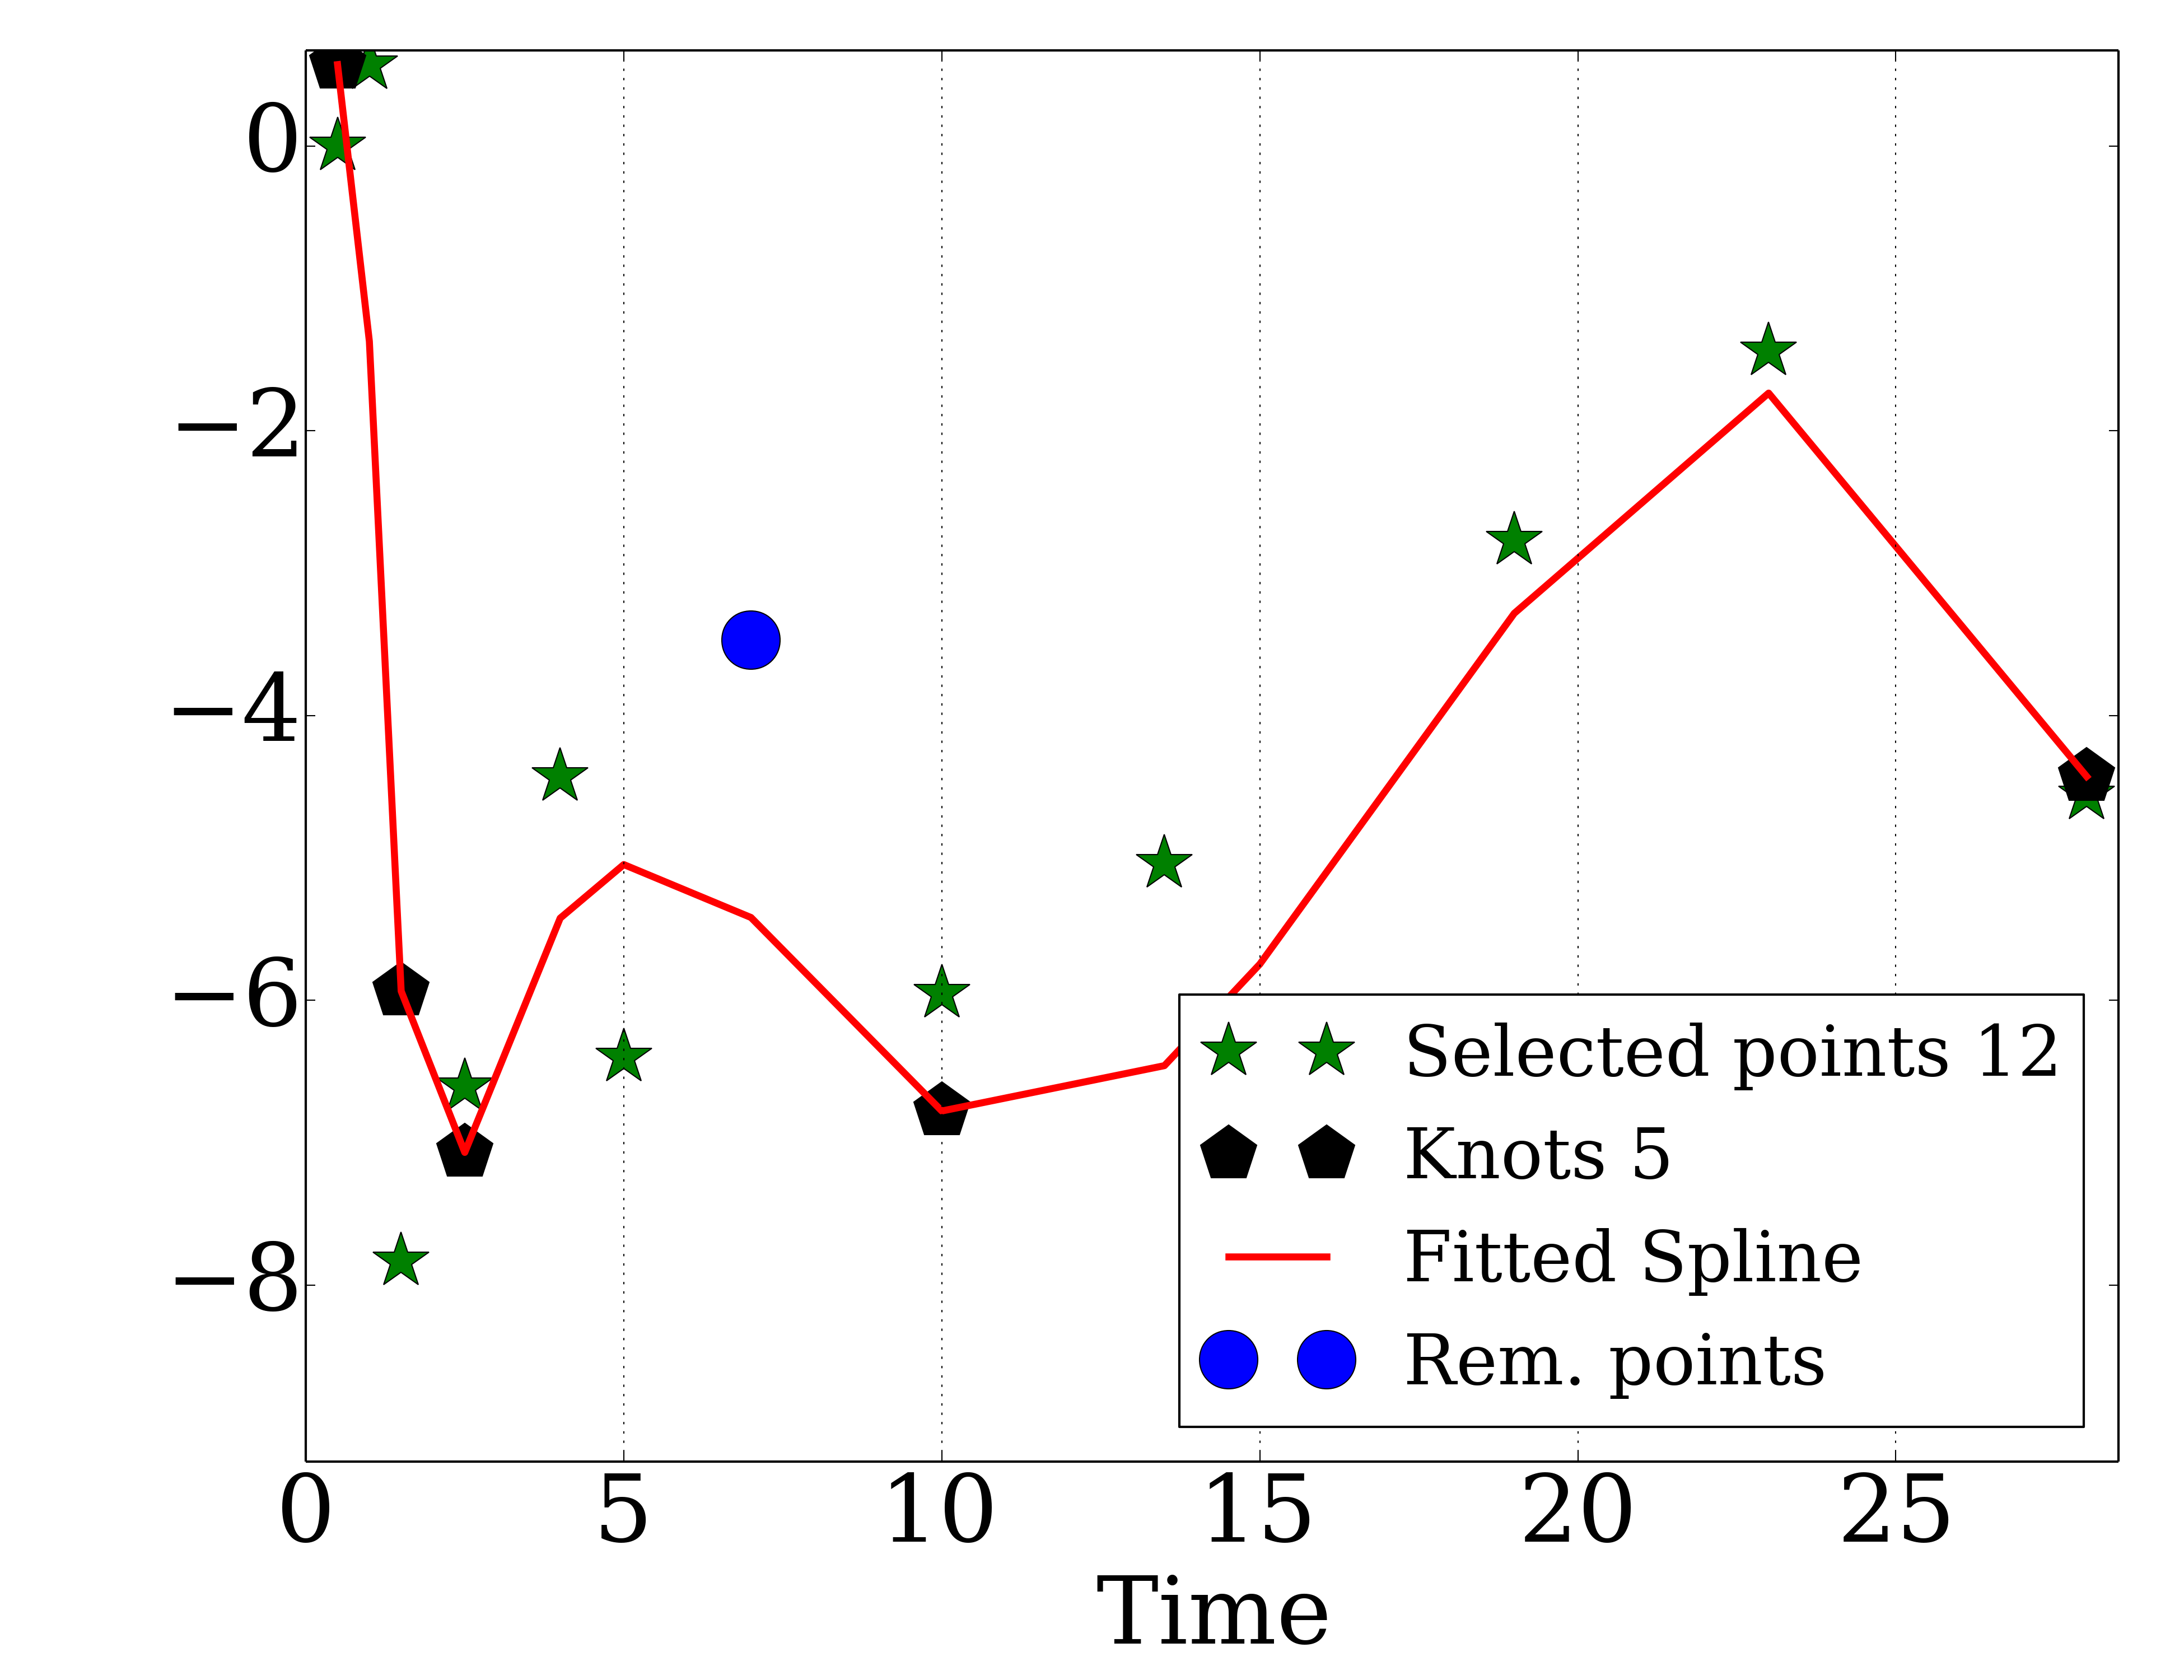 0
−2
−4
−6
−8
0 5 10 15 20 25
Time
Selected points 12
Knots 5
Fitted Spline
Rem. points